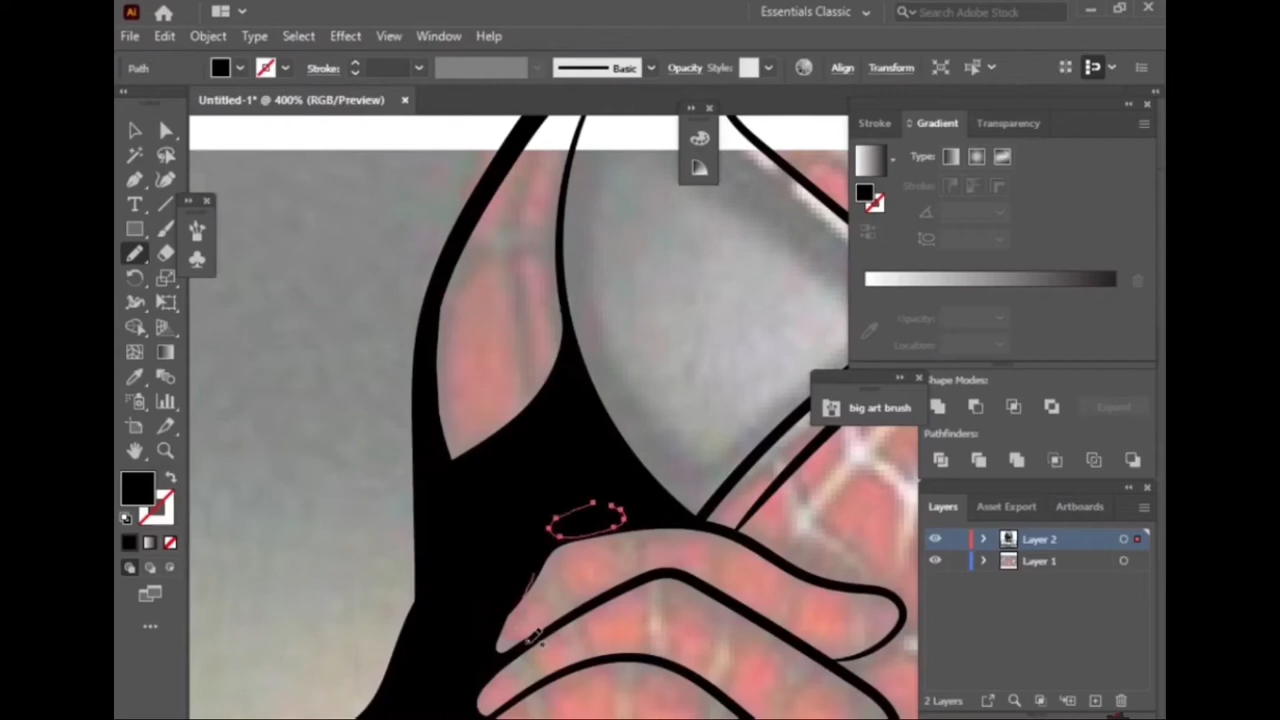 Ai
Essentials Classic
Search Adobe Stock
File Edit Object Type Select Effect View Window Help
Path
Stroke:
Basic
Opacity
Style:
Align
Transform
Untitled-1* @ 400% (RGB/Preview)
Stroke Gradient Transparency
Type:
Stroke:
Opacity:
Location:
Shape Modes:
Expand
big art brush
Pathfinders:
Layers Asset Export Artboards
Layer 2
Layer 1
2 Layers